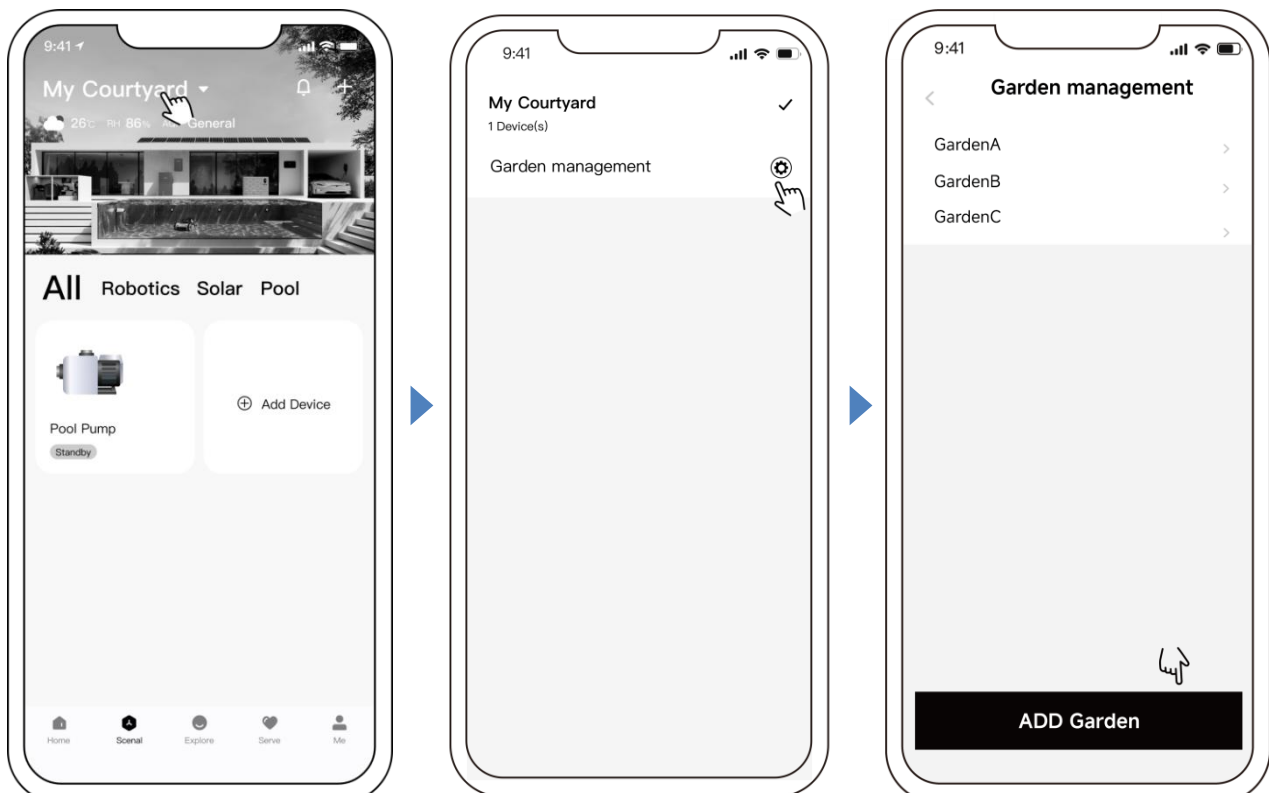 9:41
My Courtyard
26°C RH 86% General
All Robotics Solar Pool
Pool Pump
Standby
Add Device
Home Scenal Explore Serve Me
9:41
My Courtyard
1 Device(s)
Garden management
9:41
Garden management
GardenA
GardenB
GardenC
ADD Garden